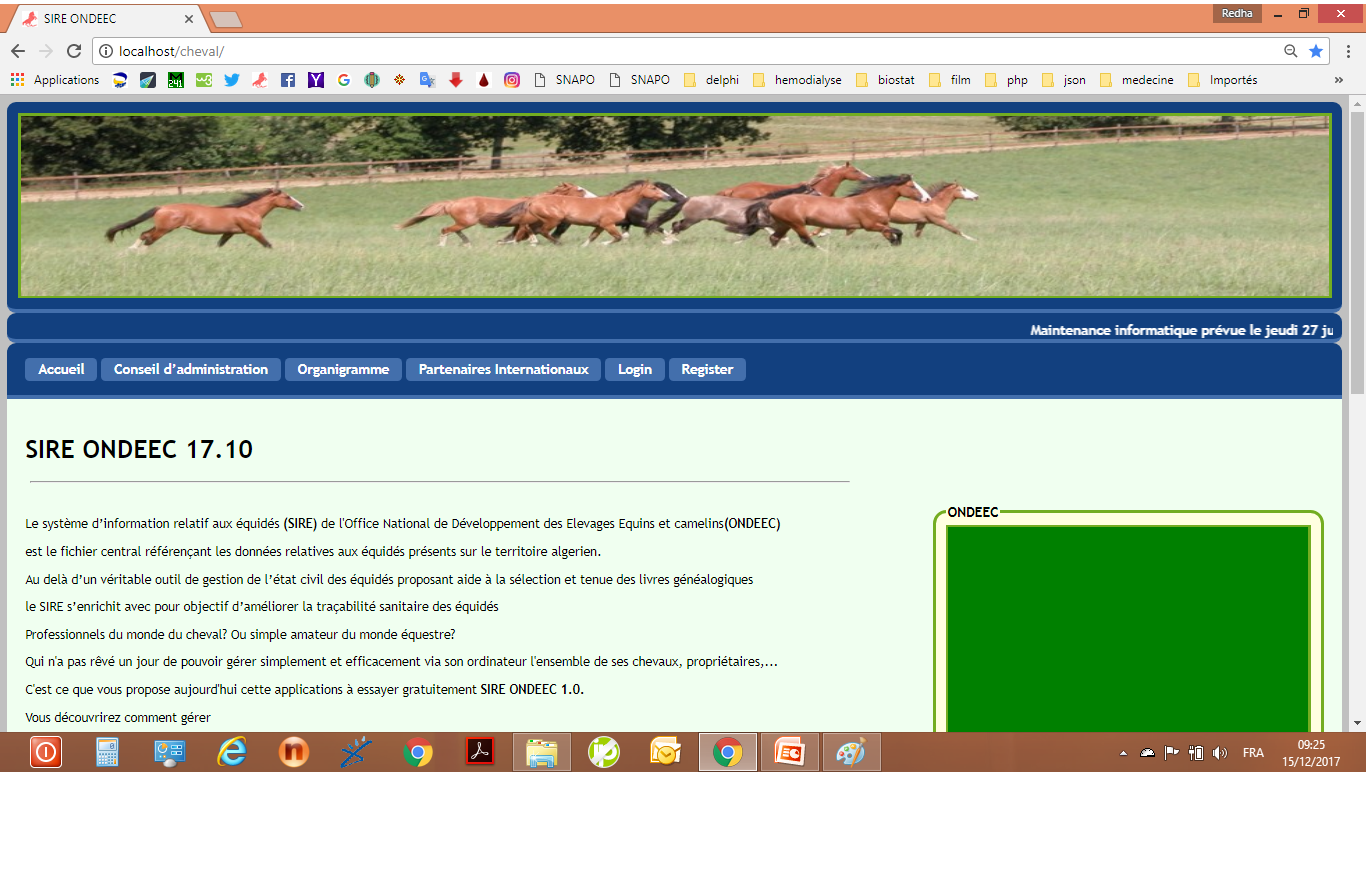 SIRE ONDEEC
Redha
localhost/cheval/
Applications
SNAPO
SNAPO
delphi
hemodialyse
biostat
film
php
json
medecine
Importés
»
Maintenance informatique prévue le jeudi 27 ju
Accueil
Conseil d’administration
Organigramme
Partenaires Internationaux
Login
Register
SIRE ONDEEC 17.10
Le système d’information relatif aux équidés (SIRE) de l'Office National de Développement des Elevages Equins et camelins(ONDEEC)
est le fichier central référençant les données relatives aux équidés présents sur le territoire algerien.
Au delà d’un véritable outil de gestion de l’état civil des équidés proposant aide à la sélection et tenue des livres généalogiques
le SIRE s’enrichit avec pour objectif d’améliorer la traçabilité sanitaire des équidés
Professionnels du monde du cheval? Ou simple amateur du monde équestre?
Qui n'a pas rêvé un jour de pouvoir gérer simplement et efficacement via son ordinateur l'ensemble de ses chevaux, propriétaires,...
C'est ce que vous propose aujourd'hui cette applications à essayer gratuitement SIRE ONDEEC 1.0.
Vous découvrirez comment gérer
ONDEEC
FRA
09:25
15/12/2017